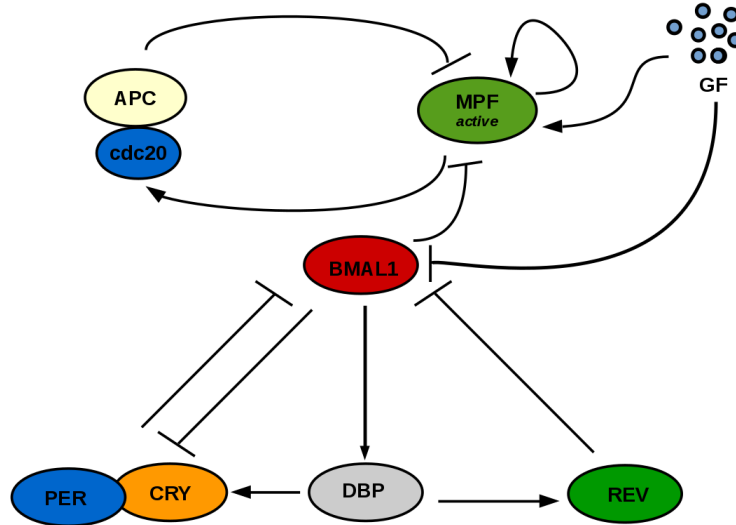 GF
APC
MPF
active
cdc20
BMAL1
PER
CRY
DBP
REV